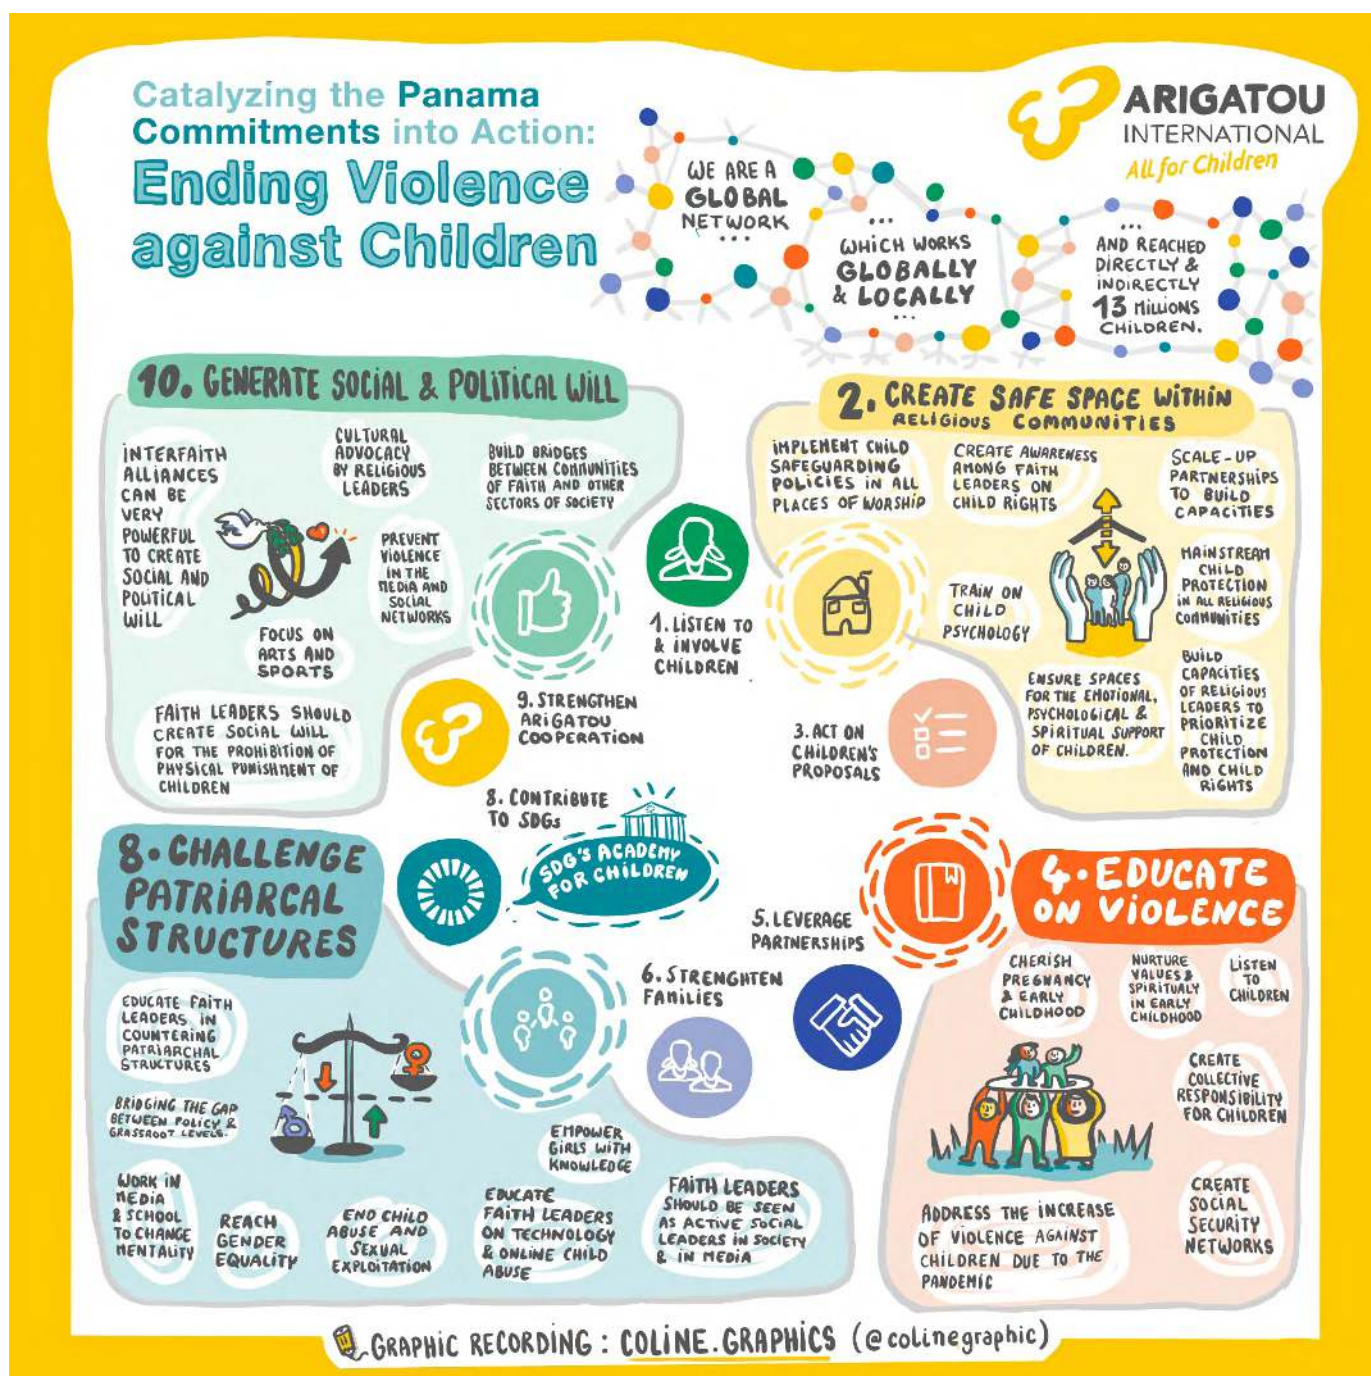 Catalyzing the Panama
Commitments into Action:
Ending Violence
against Children
WE ARE A
GLOBAL
NETWORK
...
...
WHICH WORKS
GLOBALLY
& LOCALLY
...
...
AND REACHED
DIRECTLY &
INDIRECTLY
13 MILLIONS
CHILDREN.
ARIGATOU
INTERNATIONAL
All for Children
10. GENERATE SOCIAL & POLITICAL WILL
INTERFAITH
ALLIANCES
CAN BE
VERY
POWERFUL
TO CREATE
SOCIAL AND
POLITICAL
WILL
CULTURAL
ADVOCACY
BY RELIGIOUS
LEADERS
BUILD BRIDGES
BETWEEN COMMUNITIES
OF FAITH AND OTHER
SECTORS OF SOCIETY
PREVENT
VIOLENCE
IN THE
MEDIA AND
SOCIAL
NETWORKS
FOCUS ON
ARTS AND
SPORTS
FAITH LEADERS SHOULD
CREATE SOCIAL WILL
FOR THE PROHIBITION OF
PHYSICAL PUNISHMENT OF
CHILDREN
1. LISTEN TO
& INVOLVE
CHILDREN
2. CREATE SAFE SPACE WITHIN
RELIGIOUS COMMUNITIES
IMPLEMENT CHILD
SAFEGUARDING
POLICIES IN ALL
PLACES OF WORSHIP
CREATE AWARENESS
AMONG FAITH
LEADERS ON
CHILD RIGHTS
SCALE-UP
PARTNERSHIPS
TO BUILD
CAPACITIES
TRAIN ON
CHILD
PSYCHOLOGY
MAINSTREAM
CHILD
PROTECTION
IN ALL RELIGIOUS
COMMUNITIES
ENSURE SPACES
FOR THE EMOTIONAL,
PSYCHOLOGICAL &
SPIRITUAL SUPPORT
OF CHILDREN.
BUILD
CAPACITIES
OF RELIGIOUS
LEADERS TO
PRIORITIZE
CHILD
PROTECTION
AND CHILD
RIGHTS
9. STRENGTHEN
ARIGATOU
COOPERATION
3. ACT ON
CHILDREN'S
PROPOSALS
8. CONTRIBUTE
TO SDGs
SDG'S ACADEMY
FOR CHILDREN
5. LEVERAGE
PARTNERSHIPS
6. STRENGHTEN
FAMILIES
8. CHALLENGE
PATRIARCAL
STRUCTURES
EDUCATE FAITH
LEADERS IN
COUNTERING
PATRIARCHAL
STRUCTURES
BRIDGING THE GAP
BETWEEN POLICY &
GRASSROOT LEVELS.
WORK IN
MEDIA
& SCHOOL
TO CHANGE
MENTALITY
REACH
GENDER
EQUALITY
END CHILD
ABUSE AND
SEXUAL
EXPLOITATION
EMPOWER
GIRLS WITH
KNOWLEDGE
EDUCATE
FAITH LEADERS
ON TECHNOLOGY
& ONLINE CHILD
ABUSE
FAITH LEADERS
SHOULD BE SEEN
AS ACTIVE SOCIAL
LEADERS IN SOCIETY
& IN MEDIA
4. EDUCATE
ON VIOLENCE
CHERISH
PREGNANCY
& EARLY
CHILDHOOD
NURTURE
VALUES &
SPIRITUALY
IN EARLY
CHILDHOOD
LISTEN
TO
CHILDREN
CREATE
COLLECTIVE
RESPONSIBILITY
FOR CHILDREN
CREATE
SOCIAL
SECURITY
NETWORKS
ADDRESS THE INCREASE
OF VIOLENCE AGAINST
CHILDREN DUE TO THE
PANDEMIC
GRAPHIC RECORDING : COLINE.GRAPHICS (@colinegraphic)